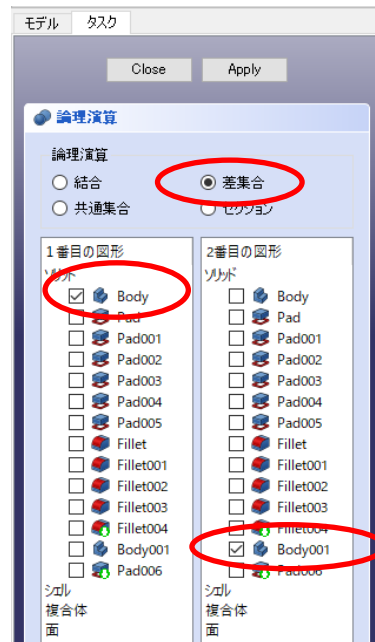 モデル タスク
Close Apply
論理演算
論理演算
結合 差集合
共通集合 セクション
1番目の図形 2番目の図形
ソリッド ソリッド
Body Body
Pad Pad
Pad001 Pad001
Pad002 Pad002
Pad003 Pad003
Pad004 Pad004
Pad005 Pad005
Fillet Fillet
Fillet001 Fillet001
Fillet002 Fillet002
Fillet003 Fillet003
Fillet004 Fillet004
Body001 Body001
Pad006 Pad006
シェル シェル
複合体 複合体
面 面